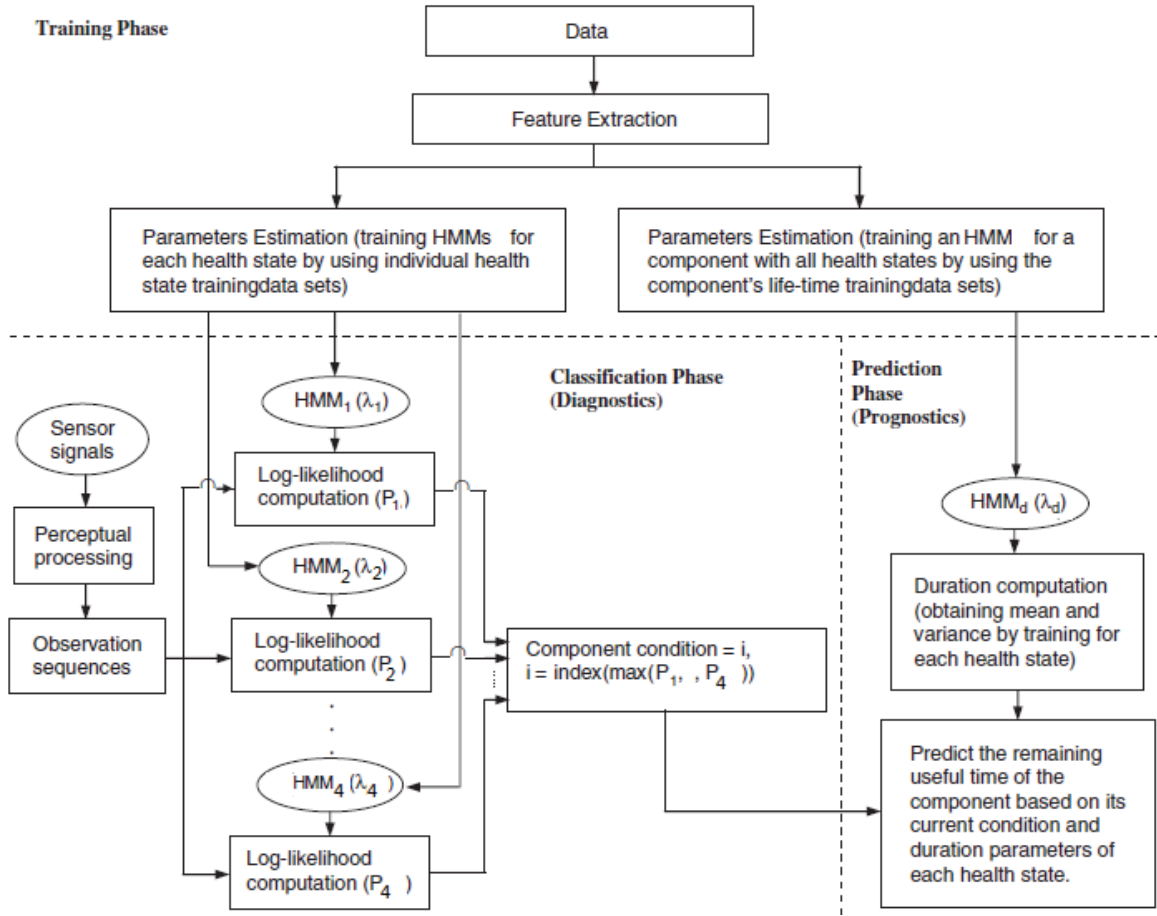 Training Phase
Data
Feature Extraction
Parameters Estimation (training HMMs for
each health state by using individual health
state trainingdata sets)
Parameters Estimation (training an HMM for a
component with all health states by using the
component's life-time trainingdata sets)
Classification Phase
(Diagnostics)
Prediction
Phase
(Prognostics)
Sensor
signals
Perceptual
processing
Observation
sequences
HMM₁ (λ₁)
Log-likelihood
computation (P₁.)
HMM₂ (λ₂)
Log-likelihood
computation (P₂)
HMM₄ (λ₄ )
Log-likelihood
computation (P₄ )
Component condition = i,
i = index(max(P₁, , P₄ ))
HMM_d (λ_d)
Duration computation
(obtaining mean and
variance by training for
each health state)
Predict the remaining
useful time of the
component based on its
current condition and
duration parameters of
each health state.